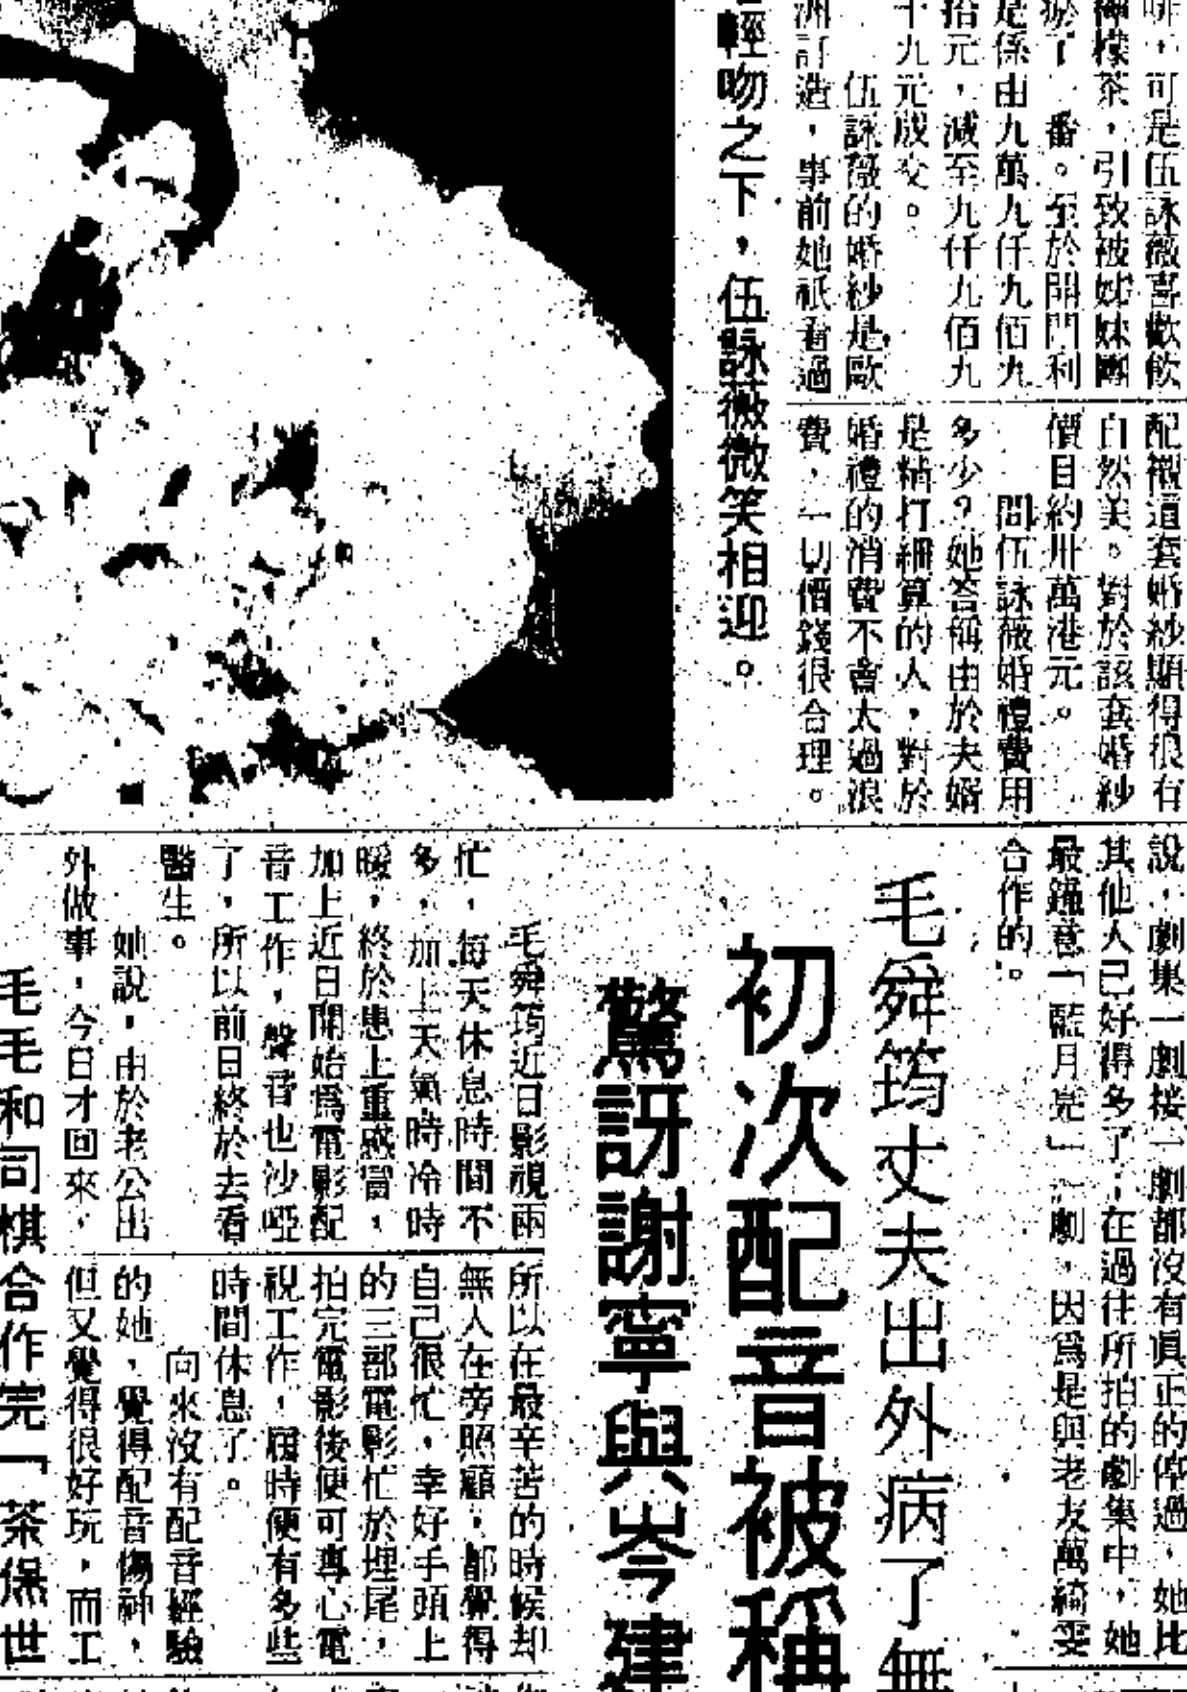 啡，可是伍詠薇喜歡飲
檸檬茶，引致被姊妹團
瘀了一番。至於開門利
是係由九萬九仟九佰九
拾元，減至九仟九佰九
十九元成交。
伍詠薇的婚紗是歐
洲訂造，事前她祇看過
輕吻之下，伍詠薇微笑相迎。
配襯這套婚紗顯得很有
自然美。對於該套婚紗
價目約卅萬港元。
問伍詠薇婚禮費用
多少？她答稱由於夫婿
是精打細算的人，對於
婚禮的消費不會太過浪
費，一切價錢很合理。
說，劇集一劇接一劇都沒有眞正的停過，她比
其他人已好得多了；在過往所拍的劇集中，她
最鍾意「藍月亮」一劇，因爲是與老友萬綺雯
合作的。
毛舜筠丈夫出外病了無
初次配音被稱
驚訝謝寧與岑建
毛舜筠近日影視兩
忙，每天休息時間不
多，加上天氣時冷時
暖，終於患上重感冒，
加上近日開始爲電影配
音工作，聲音也沙啞
了，所以前日終於去看
醫生。
她說，由於老公出
外做事，今日才回來，
所以在最辛苦的時候却
無人在旁照顧，都覺得
自己很忙，幸好手頭上
的三部電影忙於埋尾，
拍完電影後便可專心電
視工作，屆時便有多些
時間休息了。
向來沒有配音經驗
的她，覺得配音傷神，
但又覺得很好玩，而工
毛毛和司棋合作完「茶煲世